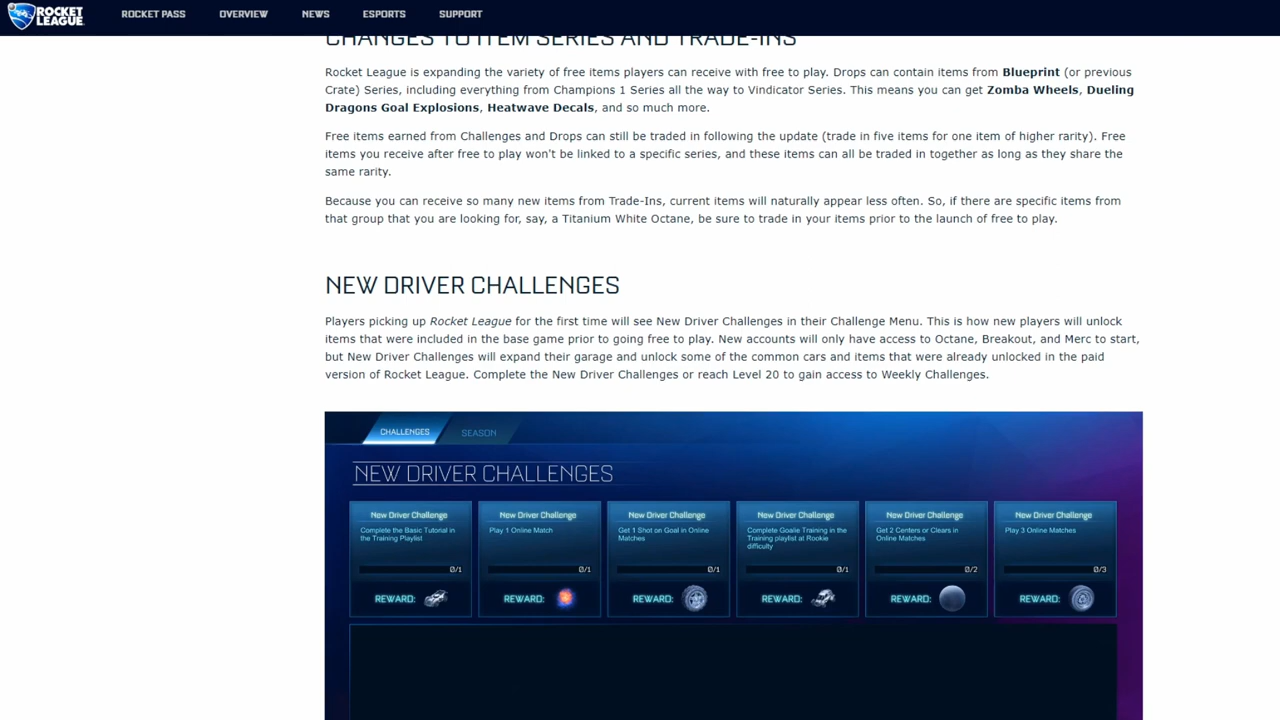 ROCKET LEAGUE
ROCKET PASS
OVERVIEW
NEWS
ESPORTS
SUPPORT
CHANGES TO ITEM SERIES AND TRADE-INS
Rocket League is expanding the variety of free items players can receive with free to play. Drops can contain items from Blueprint (or previous
Crate) Series, including everything from Champions 1 Series all the way to Vindicator Series. This means you can get Zomba Wheels, Dueling
Dragons Goal Explosions, Heatwave Decals, and so much more.
Free items earned from Challenges and Drops can still be traded in following the update (trade in five items for one item of higher rarity). Free
items you receive after free to play won't be linked to a specific series, and these items can all be traded in together as long as they share the
same rarity.
Because you can receive so many new items from Trade-Ins, current items will naturally appear less often. So, if there are specific items from
that group that you are looking for, say, a Titanium White Octane, be sure to trade in your items prior to the launch of free to play.
NEW DRIVER CHALLENGES
Players picking up Rocket League for the first time will see New Driver Challenges in their Challenge Menu. This is how new players will unlock
items that were included in the base game prior to going free to play. New accounts will only have access to Octane, Breakout, and Merc to start,
but New Driver Challenges will expand their garage and unlock some of the common cars and items that were already unlocked in the paid
version of Rocket League. Complete the New Driver Challenges or reach Level 20 to gain access to Weekly Challenges.
CHALLENGES
SEASON
NEW DRIVER CHALLENGES
New Driver Challenge
Complete the Basic Tutorial in
the Training Playlist
0/1
REWARD:
New Driver Challenge
Play 1 Online Match
0/1
REWARD:
New Driver Challenge
Get 1 Shot on Goal in Online
Matches
0/1
REWARD:
New Driver Challenge
Complete Goalie Training in the
Training playlist at Rookie
difficulty
0/1
REWARD:
New Driver Challenge
Get 2 Centers or Clears in
Online Matches
0/2
REWARD:
New Driver Challenge
Play 3 Online Matches
0/3
REWARD: